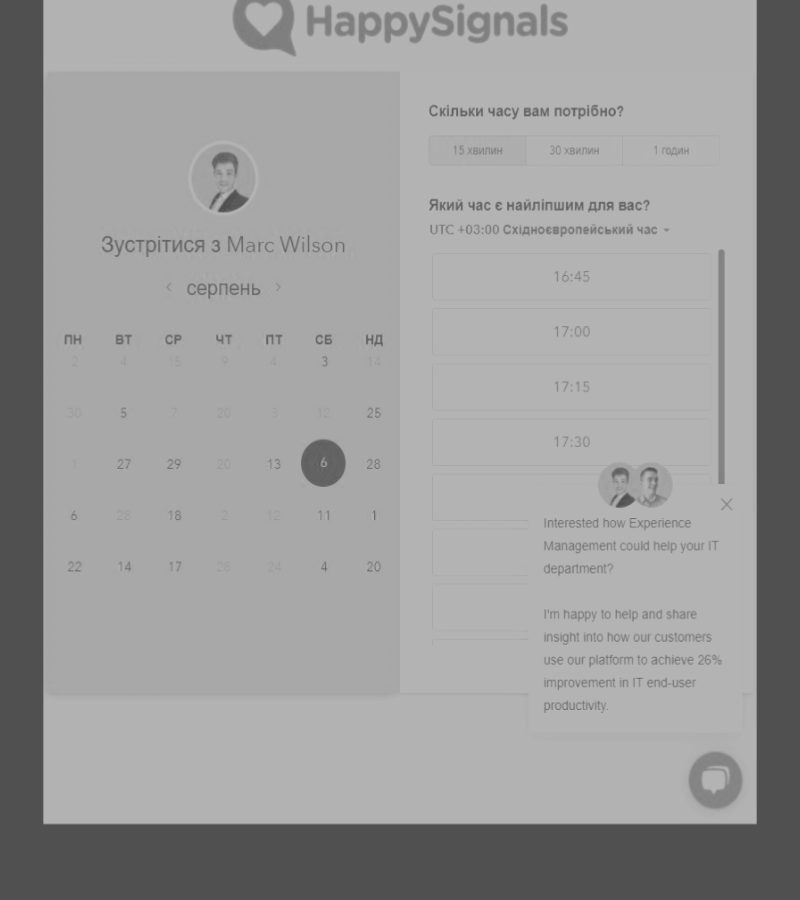 HappySignals
Зустрітися з Marc Wilson
серпень
ПН ВТ СР ЧТ ПТ СБ НД
2 4 15 9 4 3 14
30 5 7 20 3 12 25
1 27 29 20 13 6 28
6 28 18 2 12 11 1
22 14 17 28 24 4 20
Скільки часу вам потрібно?
15 хвилин 30 хвилин 1 годин
Який час є найліпшим для вас?
UTC +03:00 Східноєвропейський час
16:45
17:00
17:15
17:30
Interested how Experience
Management could help your IT
department?
I'm happy to help and share
insight into how our customers
use our platform to achieve 26%
improvement in IT end-user
productivity.